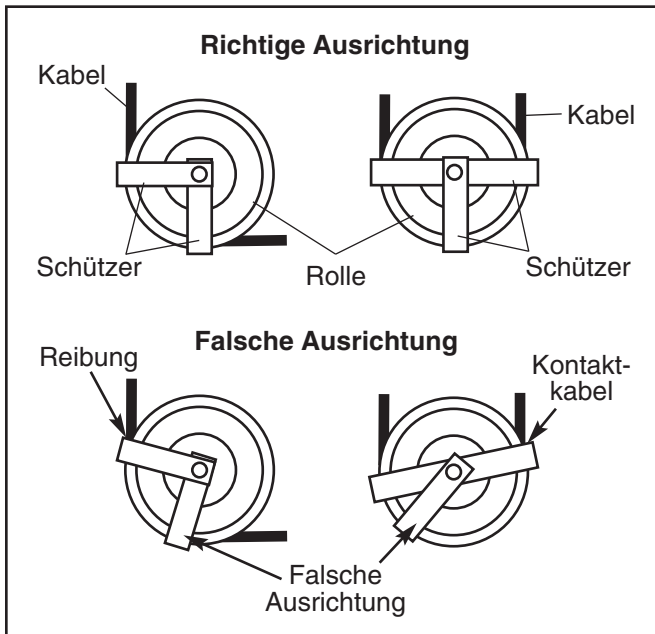 Richtige Ausrichtung
Kabel
Kabel
Schützer
Rolle
Schützer
Falsche Ausrichtung
Reibung
Kontakt-
kabel
Falsche
Ausrichtung